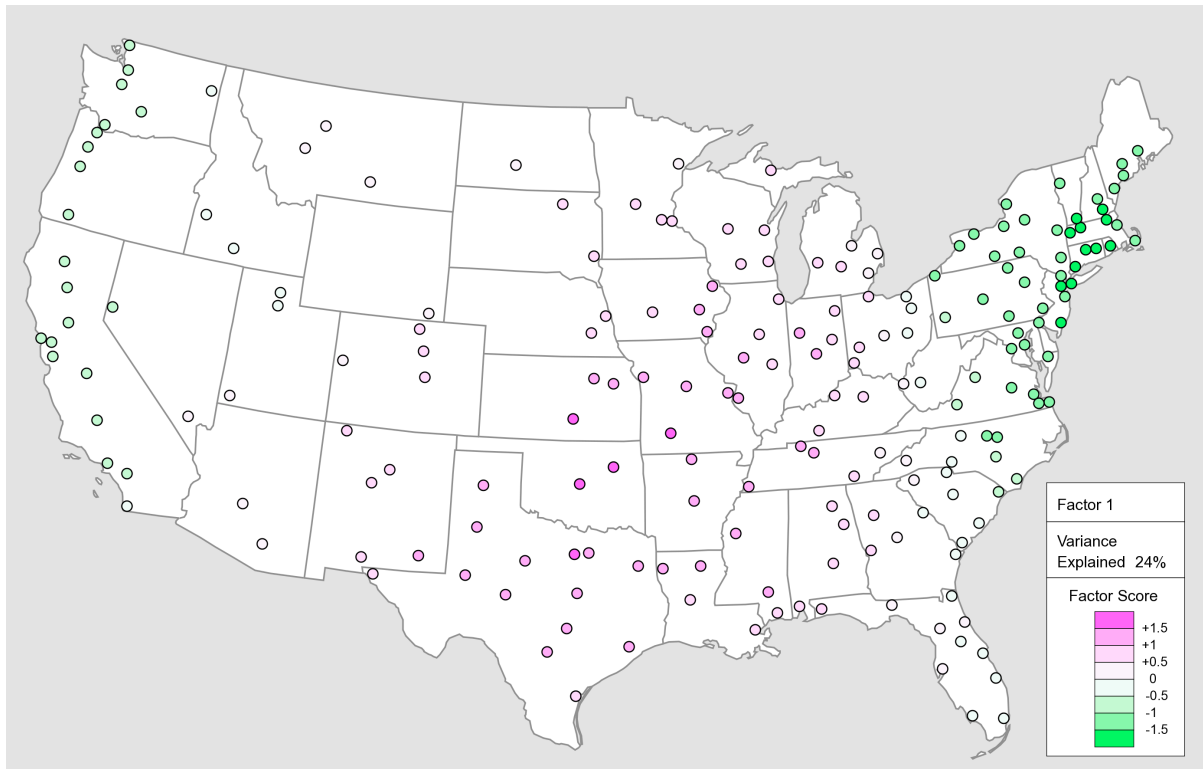 Factor 1
Variance
Explained 24%
Factor Score
+1.5
+1
+0.5
0
-0.5
-1
-1.5